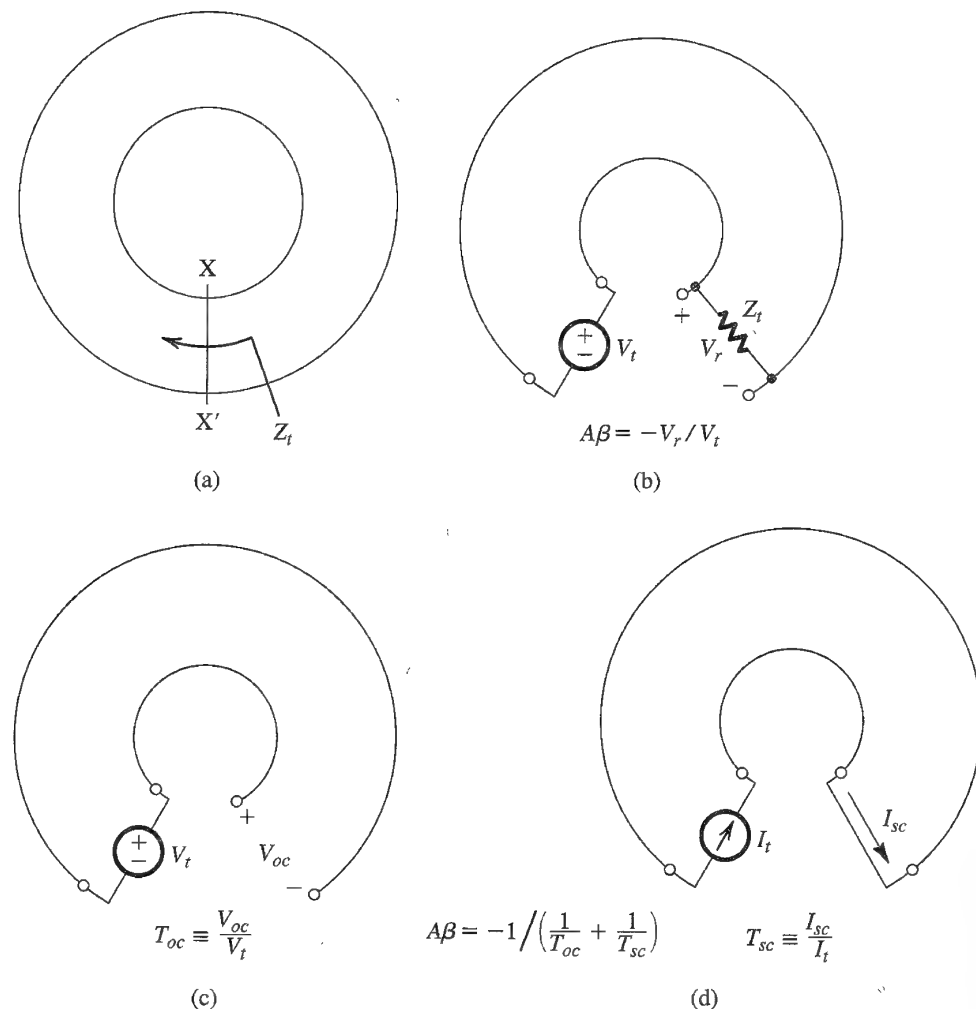 X
X'
Z_t
(a)
+
−
V_t
+
Z_t
V_r
−
Aβ = −V_r / V_t
(b)
+
−
V_t
+
V_oc
−
T_oc ≡ V_oc / V_t
(c)
I_t
I_sc
Aβ = −1 / (1/T_oc + 1/T_sc)
T_sc ≡ I_sc / I_t
(d)